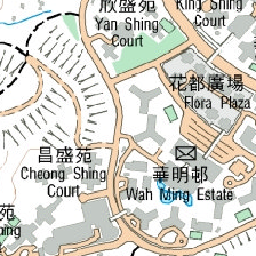 欣盛苑
Yan Shing
Court
King Shing
Court
花都廣場
Flora Plaza
昌盛苑
Cheong Shing
Court
華明邨
Wah Ming Estate
苑